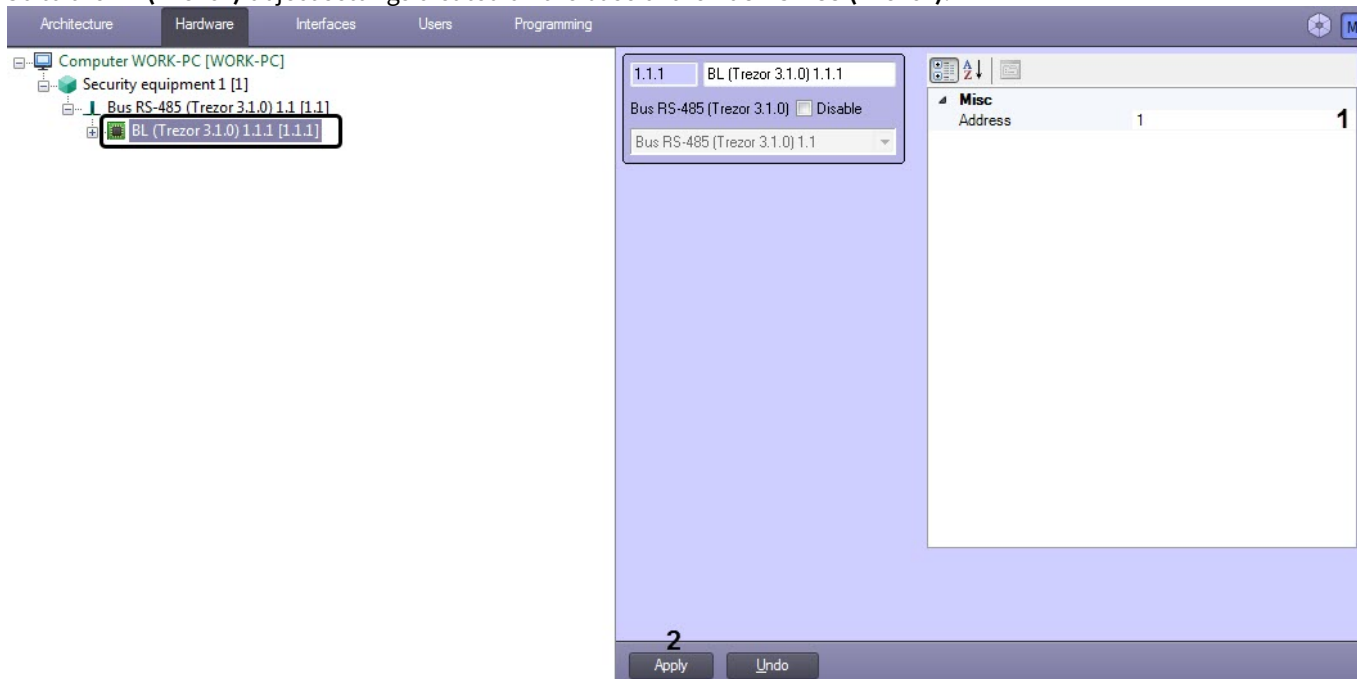 Architecture Hardware Interfaces Users Programming
Computer WORK-PC [WORK-PC]
Security equipment 1 [1]
Bus RS-485 (Trezor 3.1.0) 1.1 [1.1]
BL (Trezor 3.1.0) 1.1.1 [1.1.1]
1.1.1 BL (Trezor 3.1.0) 1.1.1
Bus RS-485 (Trezor 3.1.0) Disable
Bus RS-485 (Trezor 3.1.0) 1.1
Misc
Address 1 1
2
Apply Undo